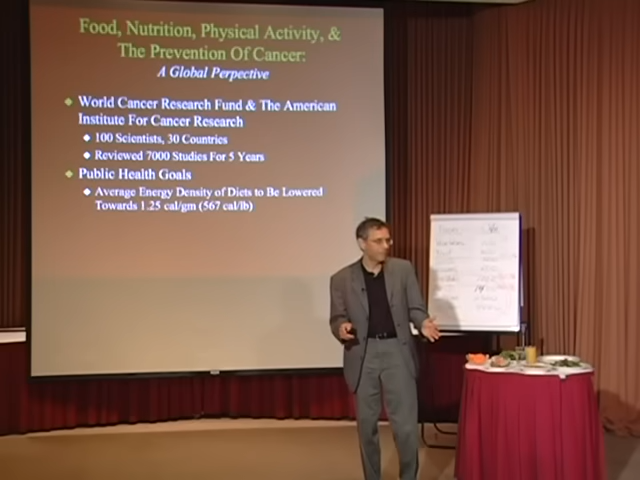 Food, Nutrition, Physical Activity, &
The Prevention Of Cancer:
A Global Perpective
World Cancer Research Fund & The American
Institute For Cancer Research
100 Scientists, 30 Countries
Reviewed 7000 Studies For 5 Years
Public Health Goals
Average Energy Density of Diets to Be Lowered
Towards 1.25 cal/gm (567 cal/lb)